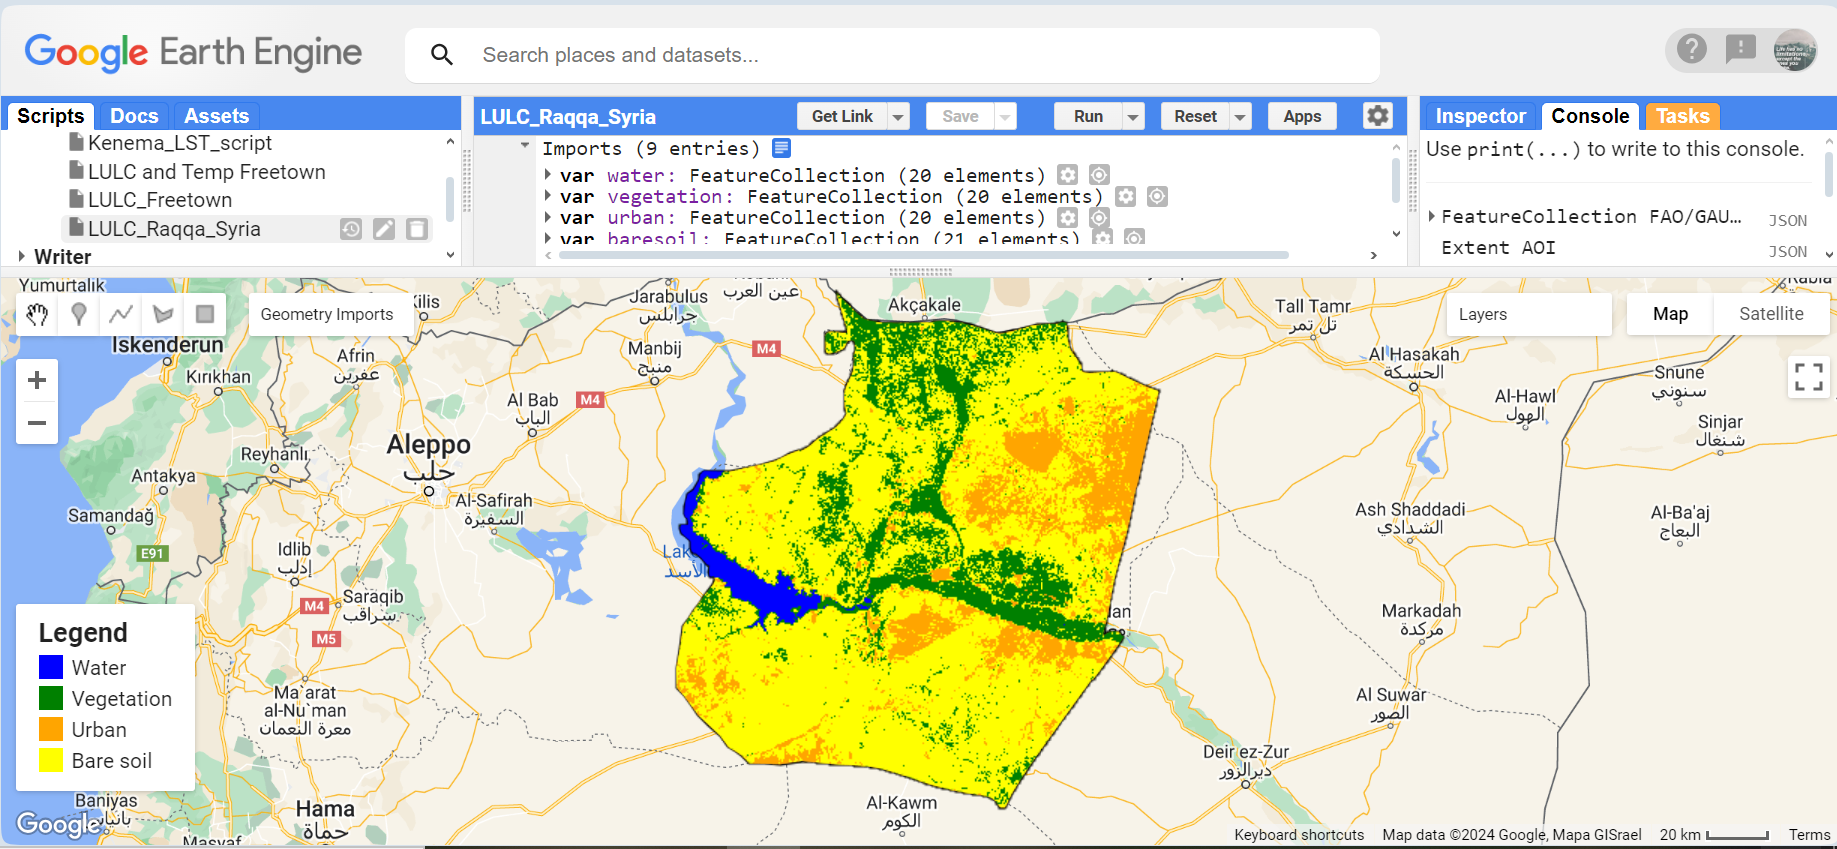 Google Earth Engine
Search places and datasets...
Scripts
Docs
Assets
Kenema_LST_script
LULC and Temp Freetown
LULC_Freetown
LULC_Raqqa_Syria
Writer
LULC_Raqqa_Syria
Get Link
Save
Run
Reset
Apps
Imports (9 entries)
var water: FeatureCollection (20 elements)
var vegetation: FeatureCollection (20 elements)
var urban: FeatureCollection (20 elements)
var baresoil: FeatureCollection (21 elements)
Inspector
Console
Tasks
Use print(...) to write to this console.
FeatureCollection FAO/GAU... JSON
Extent AOI JSON
Yumurtalık
Geometry Imports
Kilis
Jarabulus
جرابلس
عين العرب
Akçakale
Tall Tamr
تل تمر
Layers
Map
Satellite
İskenderun
Kırıkhan
Afrin
عفرين
Manbij
منبج
M4
Al Hasakah
الحسكة
Snune
سنوني
Al Bab
الباب
M4
Al-Hawl
الهول
Sinjar
شنغال
Aleppo
حلب
Reyhanlı
Antakya
Al-Safirah
السفيرة
Samandağ
Ash Shaddadi
الشدادي
Al-Ba'aj
البعاج
E91
Idlib
إدلب
الأسد
Saraqib
سراقب
M4
M5
Markadah
مركدة
Legend
Water
Vegetation
Urban
Bare soil
Ma'arat
al-Nu'man
معرة النعمان
Al Suwar
الصور
Deir ez-Zur
ديرالزور
Baniyas
بانياس
Hama
حماة
Al-Kawm
الكوم
Masyaf
Google
Keyboard shortcuts
Map data ©2024 Google, Mapa GISrael
20 km
Terms